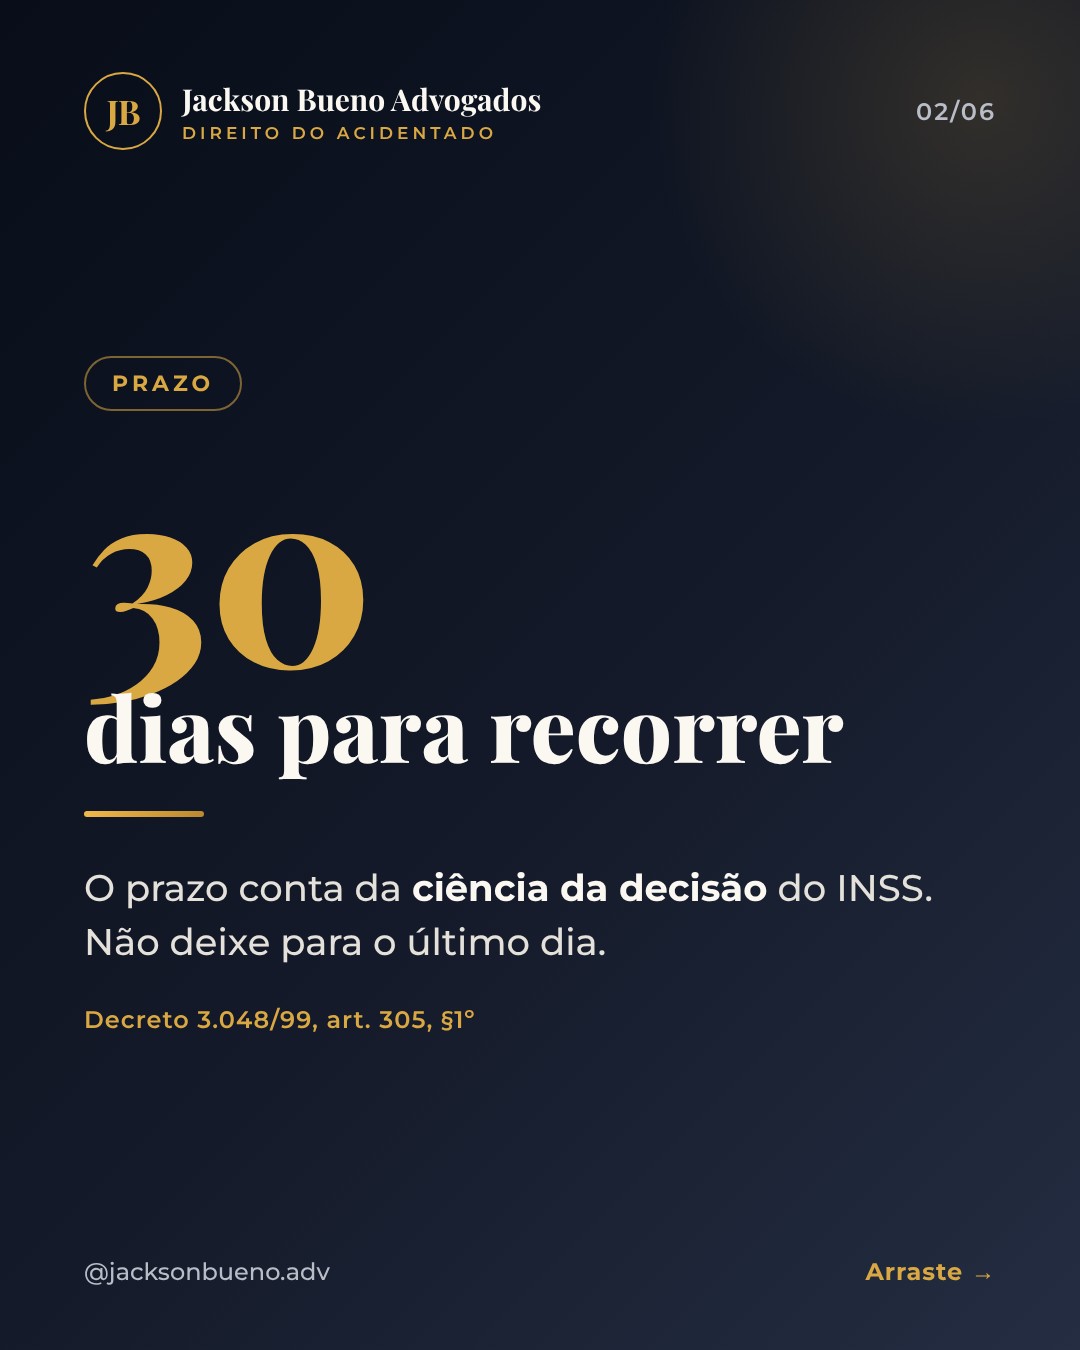 JB
Jackson Bueno Advogados
DIREITO DO ACIDENTADO
02/06
PRAZO
30
dias para recorrer
O prazo conta da ciência da decisão do INSS.
Não deixe para o último dia.
Decreto 3.048/99, art. 305, §1º
@jacksonbueno.adv
Arraste →